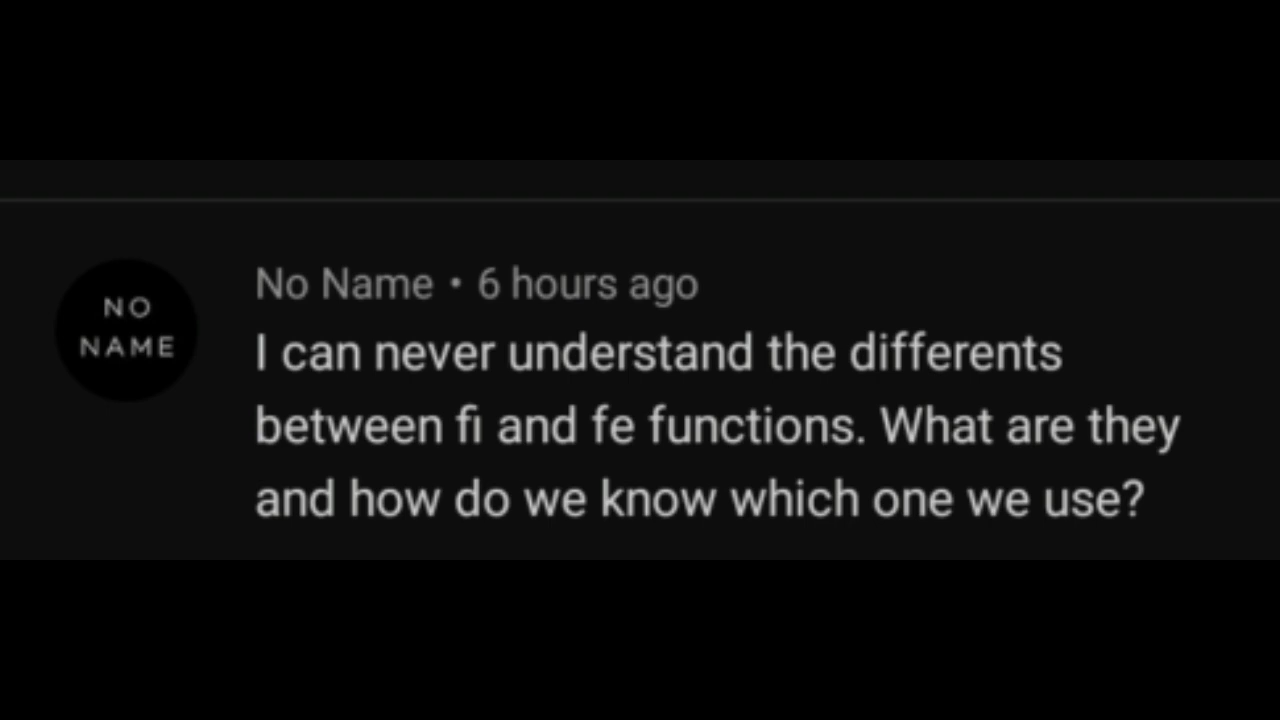 NO
NAME
No Name • 6 hours ago
I can never understand the differents
between fi and fe functions. What are they
and how do we know which one we use?